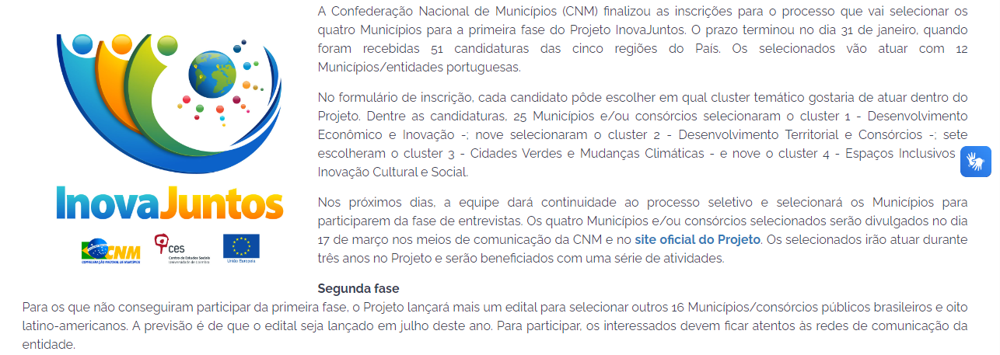 A Confederação Nacional de Municípios (CNM) finalizou as inscrições para o processo que vai selecionar os
quatro Municípios para a primeira fase do Projeto InovaJuntos. O prazo terminou no dia 31 de janeiro, quando
foram recebidas 51 candidaturas das cinco regiões do País. Os selecionados vão atuar com 12
Municípios/entidades portuguesas.
No formulário de inscrição, cada candidato pôde escolher em qual cluster temático gostaria de atuar dentro do
Projeto. Dentre as candidaturas, 25 Municípios e/ou consórcios selecionaram o cluster 1 - Desenvolvimento
Econômico e Inovação -; nove selecionaram o cluster 2 - Desenvolvimento Territorial e Consórcios -; sete
escolheram o cluster 3 - Cidades Verdes e Mudanças Climáticas - e nove o cluster 4 - Espaços Inclusivos
Inovação Cultural e Social.
Nos próximos dias, a equipe dará continuidade ao processo seletivo e selecionará os Municípios para
participarem da fase de entrevistas. Os quatro Municípios e/ou consórcios selecionados serão divulgados no dia
17 de março nos meios de comunicação da CNM e no site oficial do Projeto. Os selecionados irão atuar durante
três anos no Projeto e serão beneficiados com uma série de atividades.
InovaJuntos
CNM
CONFEDERAÇÃO NACIONAL DE MUNICÍPIOS
ces
Centro de Estudos Sociais
Universidade de Coimbra
União Europeia
Segunda fase
Para os que não conseguiram participar da primeira fase, o Projeto lançará mais um edital para selecionar outros 16 Municípios/consórcios públicos brasileiros e oito
latino-americanos. A previsão é de que o edital seja lançado em julho deste ano. Para participar, os interessados devem ficar atentos às redes de comunicação da
entidade.